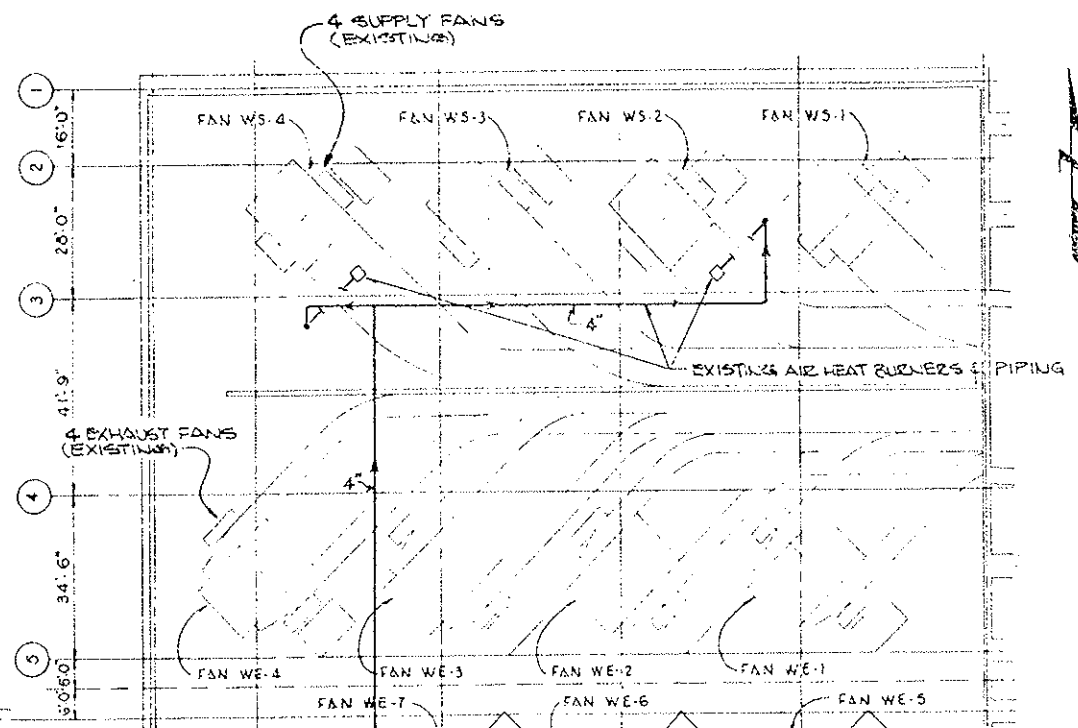 4 SUPPLY FANS
(EXISTING)
1
16'.0"
FAN WS-4
FAN WS-3
FAN WS-2
FAN WS-1
2
28'.0"
3
4"
EXISTING AIR HEAT BURNERS & PIPING
41'.9"
4 EXHAUST FANS
(EXISTING)
4"
4
34'.6"
5
FAN WE-4
FAN WE-3
FAN WE-2
FAN WE-1
FAN WE-7
FAN WE-6
FAN WE-5